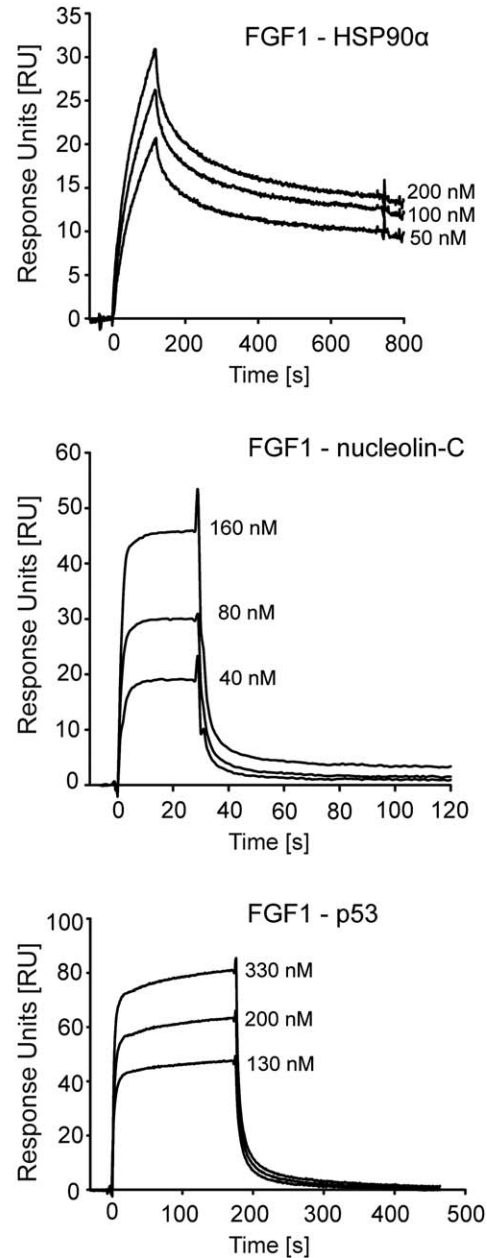 FGF1 - HSP90α
Response Units [RU]
35
30
25
20
15
10
5
0
200 nM
100 nM
50 nM
0 200 400 600 800
Time [s]
FGF1 - nucleolin-C
Response Units [RU]
60
50
40
30
20
10
0
160 nM
80 nM
40 nM
0 20 40 60 80 100 120
Time [s]
FGF1 - p53
Response Units [RU]
100
80
60
40
20
0
330 nM
200 nM
130 nM
0 100 200 300 400 500
Time [s]